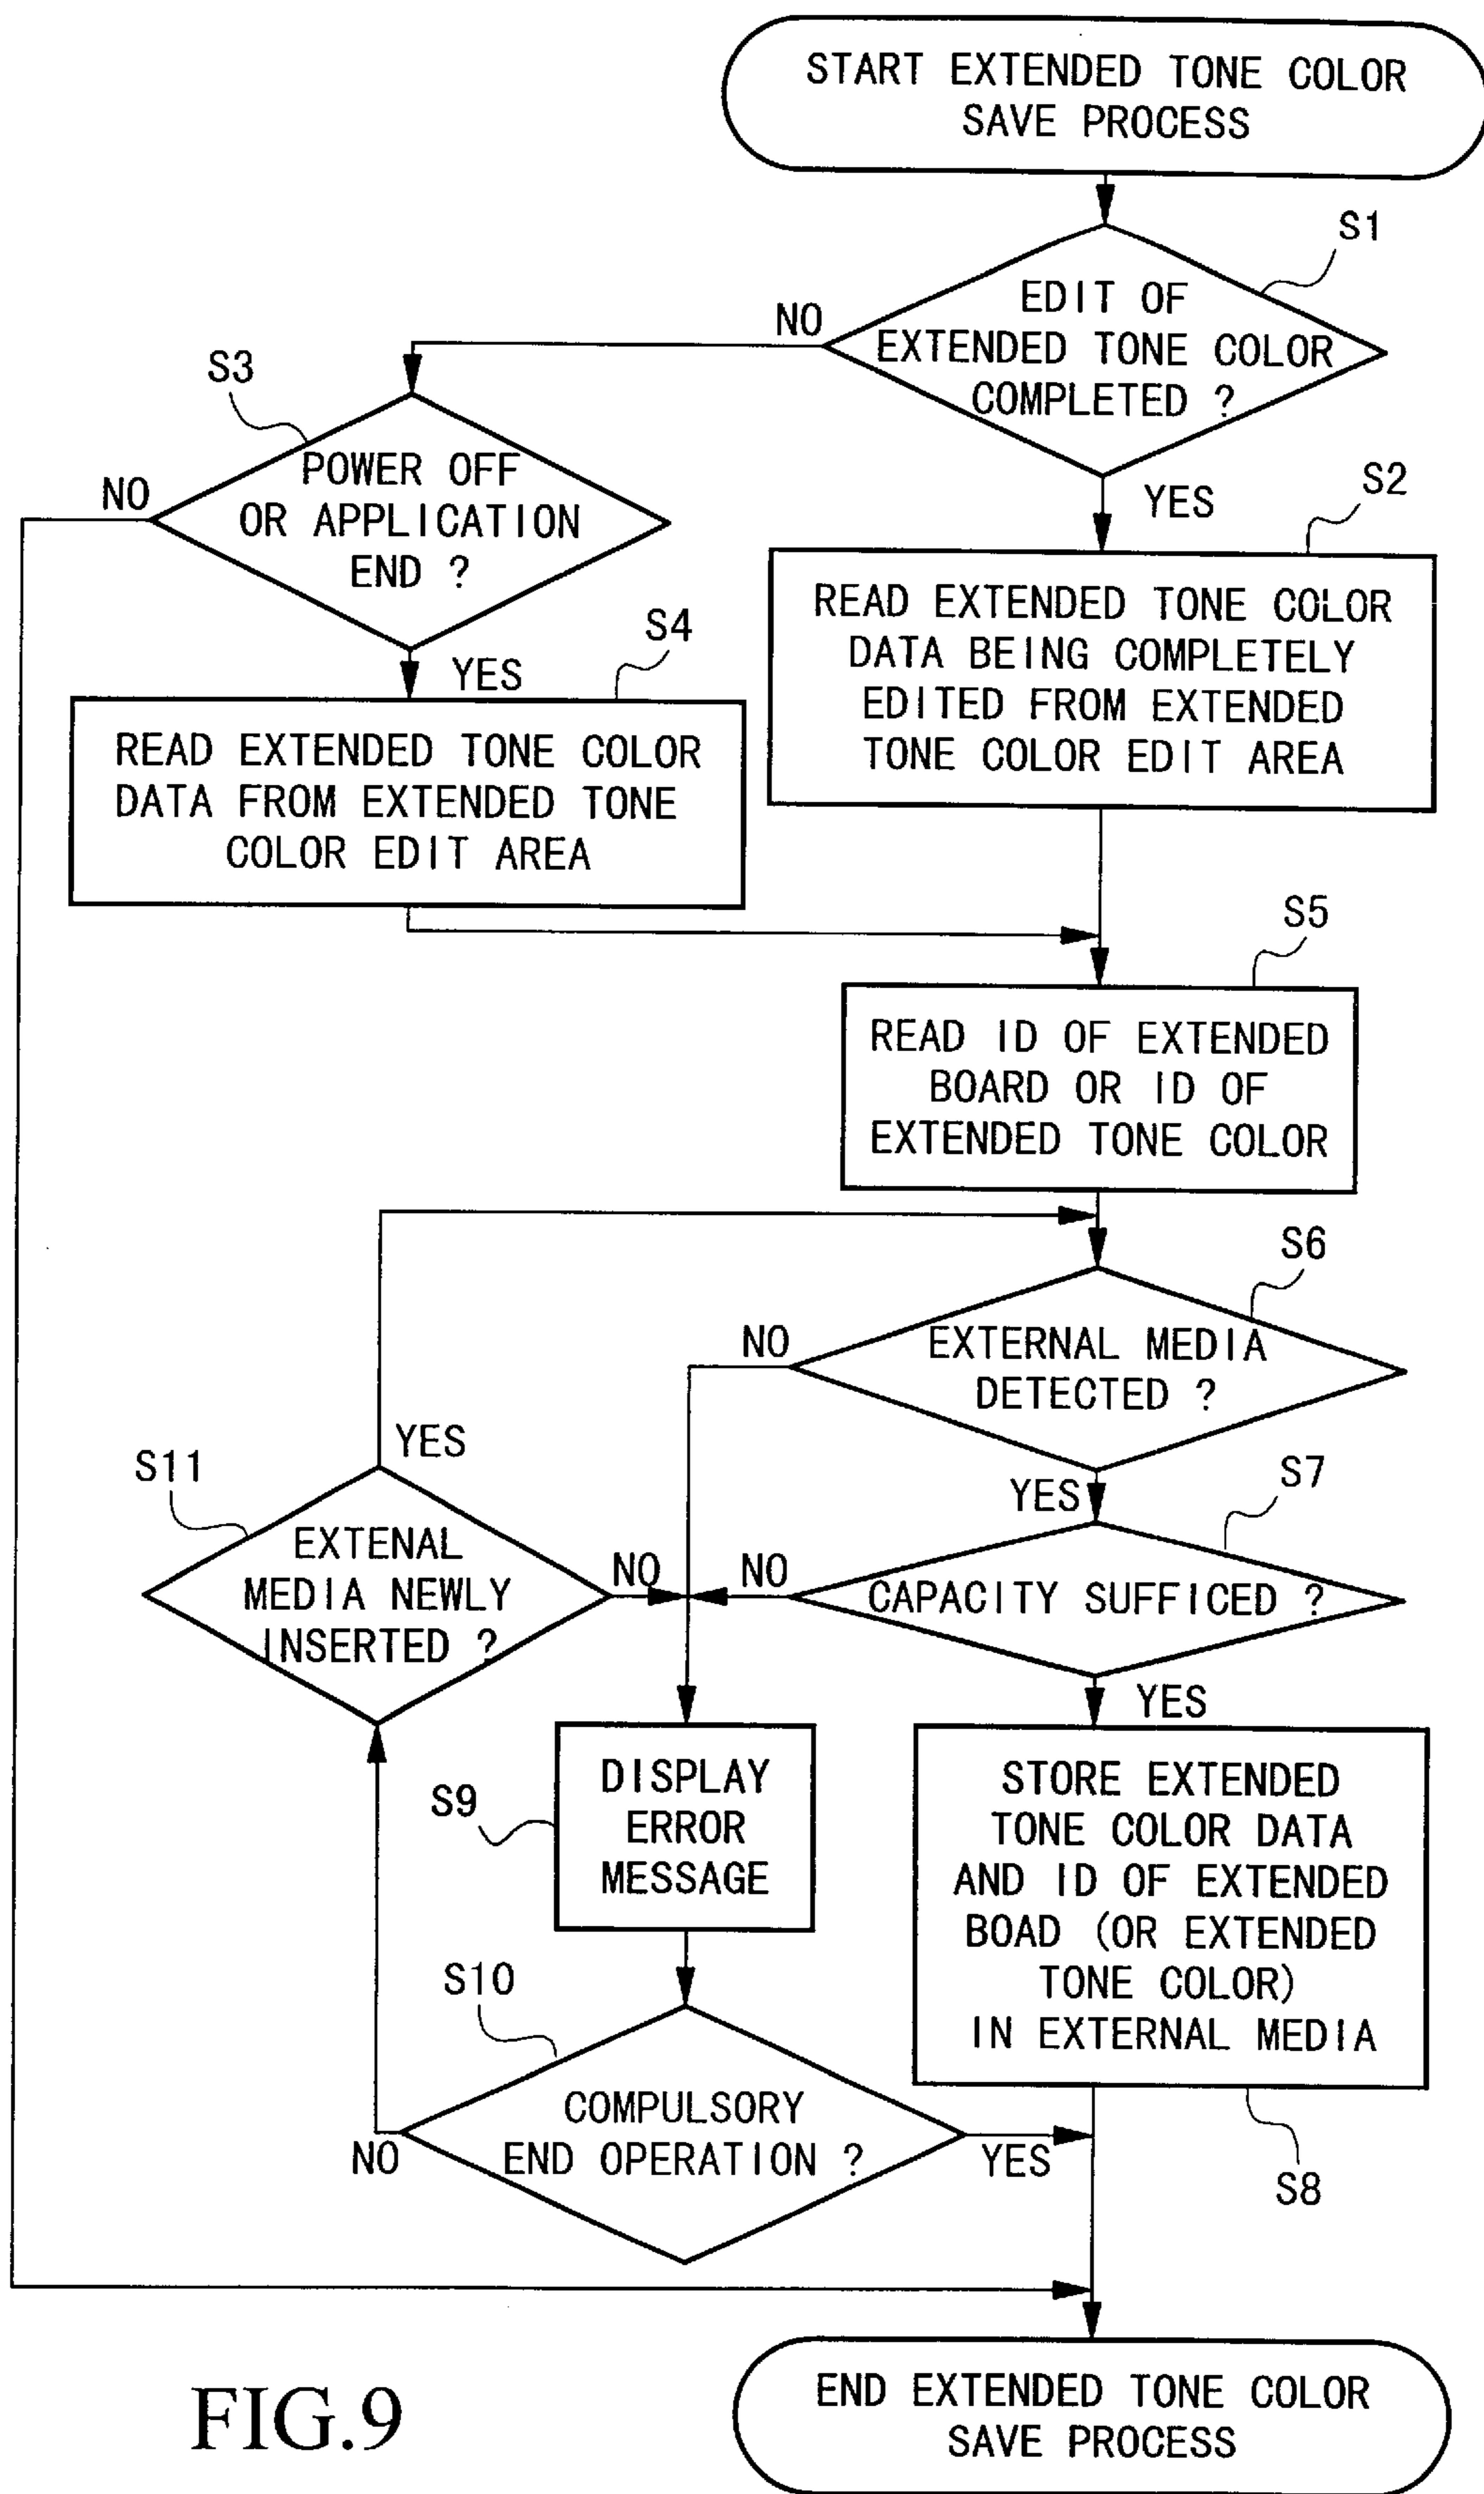 START EXTENDED TONE COLOR
SAVE PROCESS
S1
EDIT OF
EXTENDED TONE COLOR
COMPLETED ?
NO
YES
S3
POWER OFF
OR APPLICATION
END ?
NO
YES
S2
READ EXTENDED TONE COLOR
DATA BEING COMPLETELY
EDITED FROM EXTENDED
TONE COLOR EDIT AREA
S4
READ EXTENDED TONE COLOR
DATA FROM EXTENDED TONE
COLOR EDIT AREA
S5
READ ID OF EXTENDED
BOARD OR ID OF
EXTENDED TONE COLOR
S6
EXTERNAL MEDIA
DETECTED ?
NO
YES
S7
CAPACITY SUFFICED ?
NO
YES
S11
EXTENAL
MEDIA NEWLY
INSERTED ?
YES
NO
S9
DISPLAY
ERROR
MESSAGE
STORE EXTENDED
TONE COLOR DATA
AND ID OF EXTENDED
BOAD (OR EXTENDED
TONE COLOR)
IN EXTERNAL MEDIA
S8
S10
COMPULSORY
END OPERATION ?
NO
YES
END EXTENDED TONE COLOR
SAVE PROCESS
FIG.9